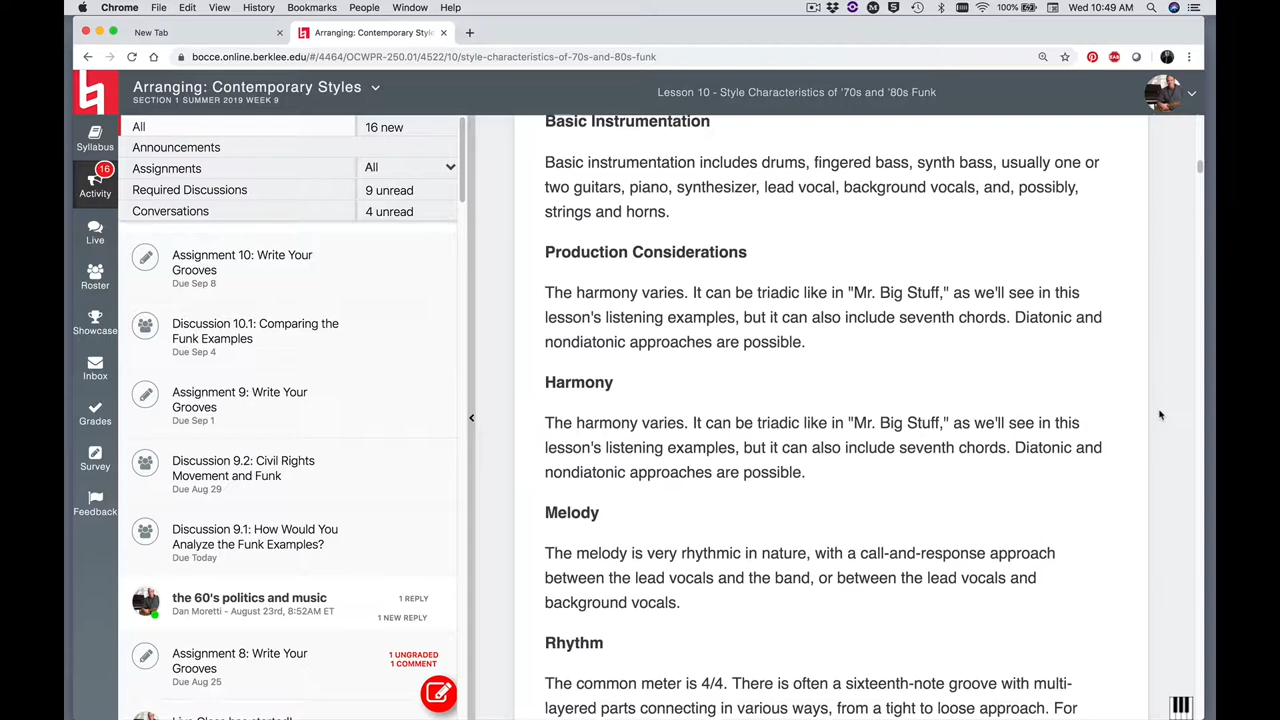 Chrome File Edit View History Bookmarks People Window Help
100% Wed 10:49 AM
New Tab
Arranging: Contemporary Style
bocce.online.berklee.edu/#/4464/OCWPR-250.01/4522/10/style-characteristics-of-70s-and-80s-funk
Arranging: Contemporary Styles
SECTION 1 SUMMER 2019 WEEK 9
Lesson 10 - Style Characteristics of '70s and '80s Funk
Syllabus
16
Activity
Live
Roster
Showcase
Inbox
Grades
Survey
Feedback
All 16 new
Announcements
Assignments All
Required Discussions 9 unread
Conversations 4 unread
Assignment 10: Write Your
Grooves
Due Sep 8
Discussion 10.1: Comparing the
Funk Examples
Due Sep 4
Assignment 9: Write Your
Grooves
Due Sep 1
Discussion 9.2: Civil Rights
Movement and Funk
Due Aug 29
Discussion 9.1: How Would You
Analyze the Funk Examples?
Due Today
the 60's politics and music 1 REPLY
Dan Moretti - August 23rd, 8:52AM ET
1 NEW REPLY
Assignment 8: Write Your
Grooves
Due Aug 25
1 UNGRADED
1 COMMENT
Live Class has started!
Basic Instrumentation
Basic instrumentation includes drums, fingered bass, synth bass, usually one or
two guitars, piano, synthesizer, lead vocal, background vocals, and, possibly,
strings and horns.
Production Considerations
The harmony varies. It can be triadic like in "Mr. Big Stuff," as we'll see in this
lesson's listening examples, but it can also include seventh chords. Diatonic and
nondiatonic approaches are possible.
Harmony
The harmony varies. It can be triadic like in "Mr. Big Stuff," as we'll see in this
lesson's listening examples, but it can also include seventh chords. Diatonic and
nondiatonic approaches are possible.
Melody
The melody is very rhythmic in nature, with a call-and-response approach
between the lead vocals and the band, or between the lead vocals and
background vocals.
Rhythm
The common meter is 4/4. There is often a sixteenth-note groove with multi-
layered parts connecting in various ways, from a tight to loose approach. For